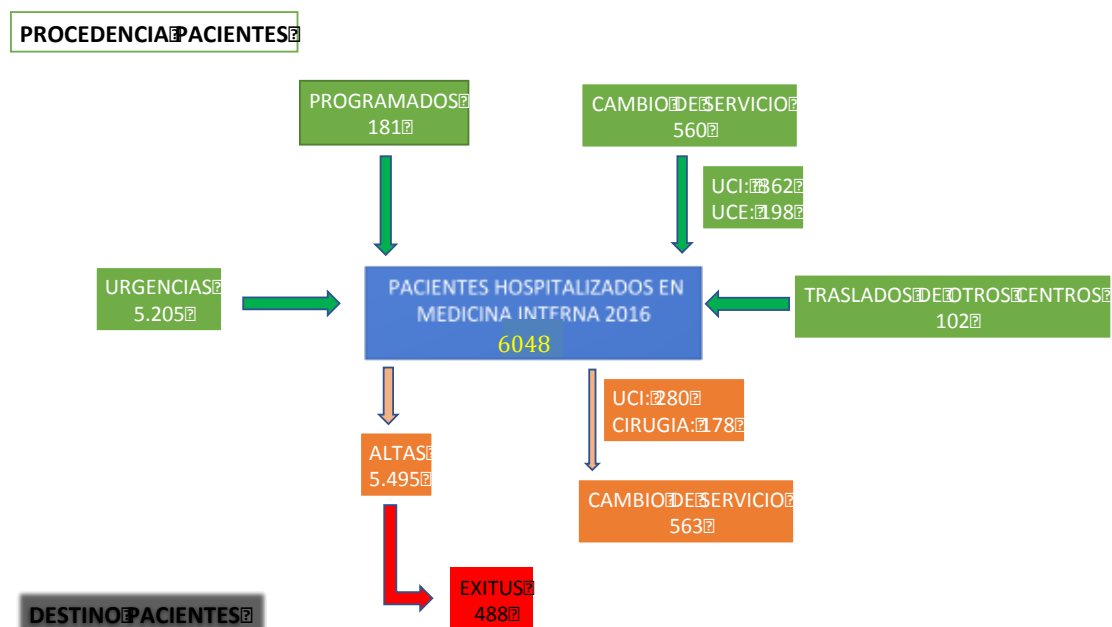 PROCEDENCIA PACIENTES
PROGRAMADOS
181
CAMBIO DE SERVICIO
560
UCI: 362
UCE: 198
URGENCIAS
5.205
PACIENTES HOSPITALIZADOS EN
MEDICINA INTERNA 2016
6048
TRASLADOS DE OTROS CENTROS
102
UCI: 280
CIRUGIA: 178
ALTAS
5.495
CAMBIO DE SERVICIO
563
EXITUS
488
DESTINO PACIENTES